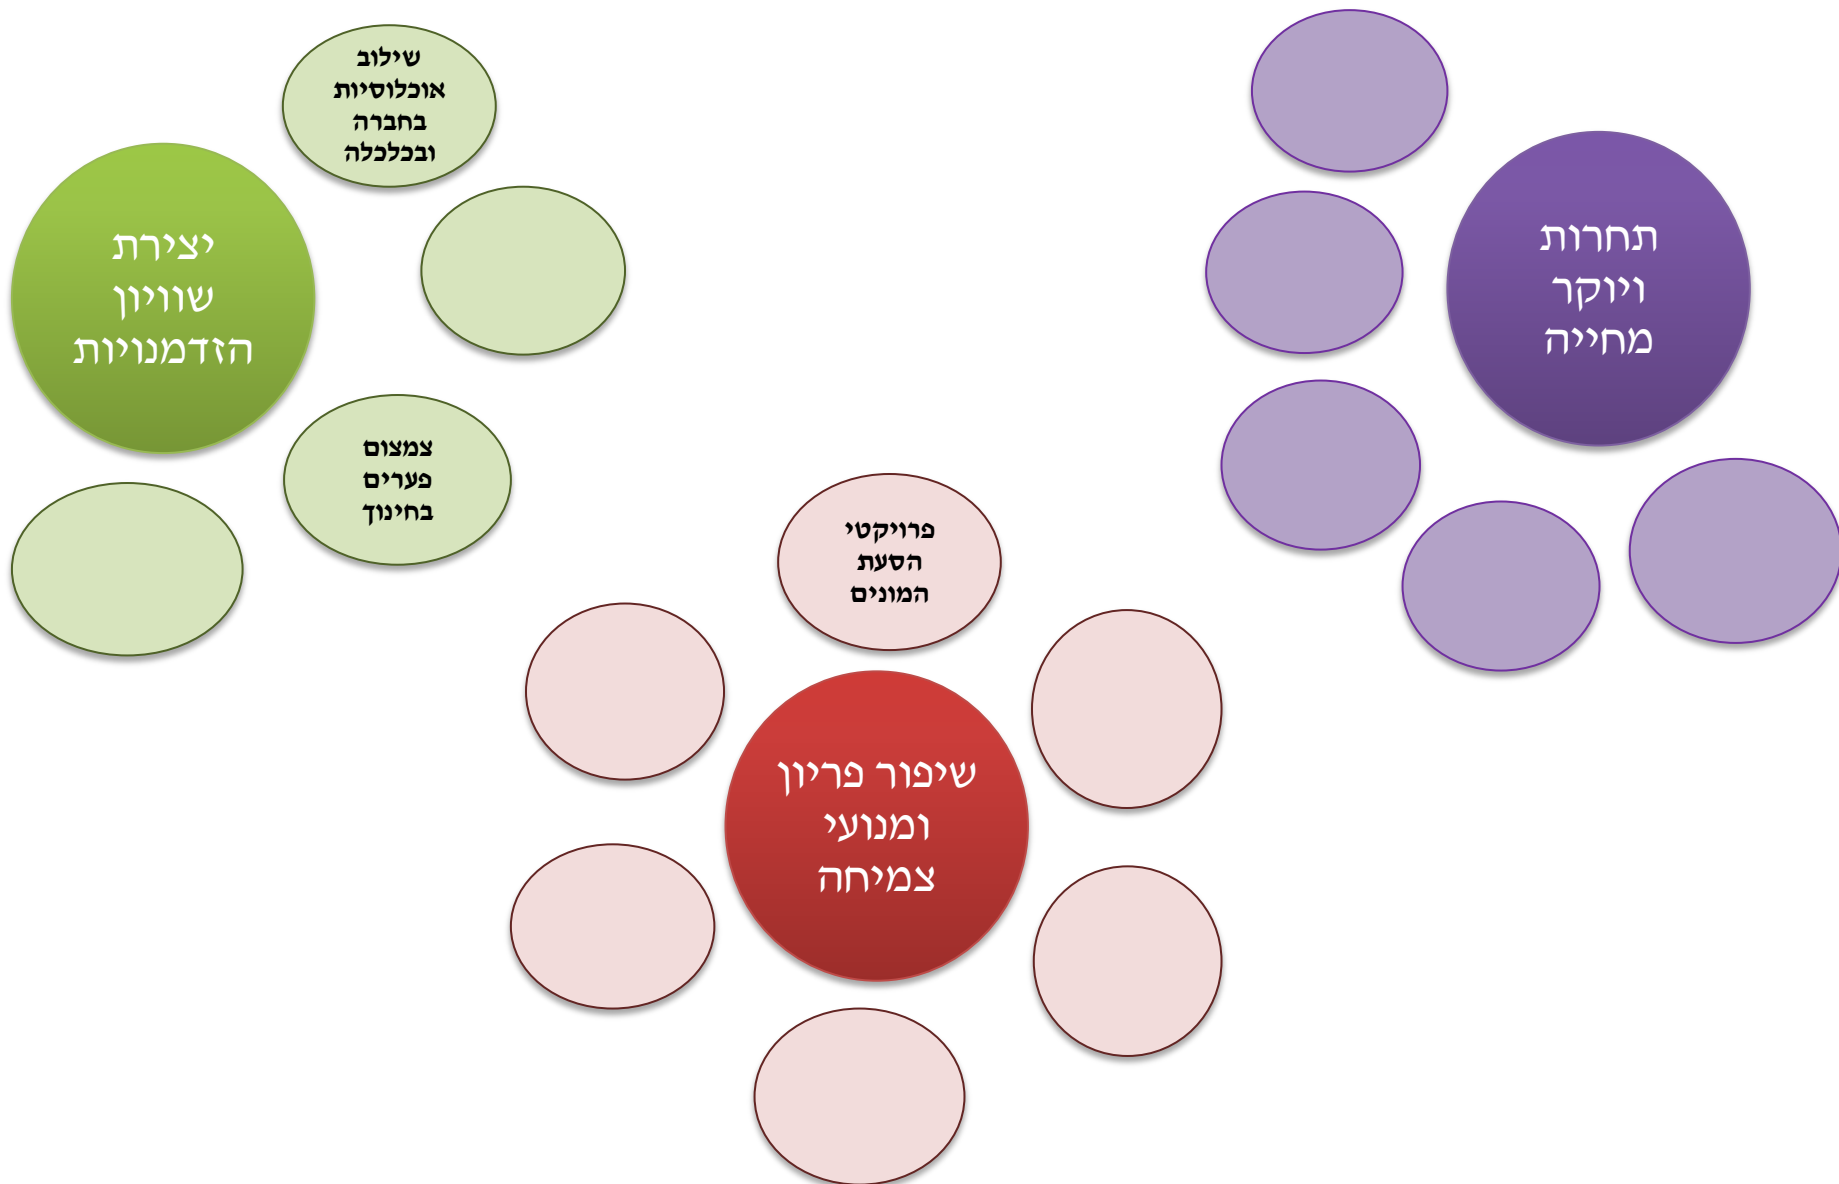 תחרות
ויוקר
מחייה
שילוב
אוכלוסיות
בחברה
ובכלכלה
יצירת
שוויון
הזדמנויות
צמצום
פערים
בחינוך
פרויקטי
הסעת
המונים
שיפור פריון
ומנועי
צמיחה